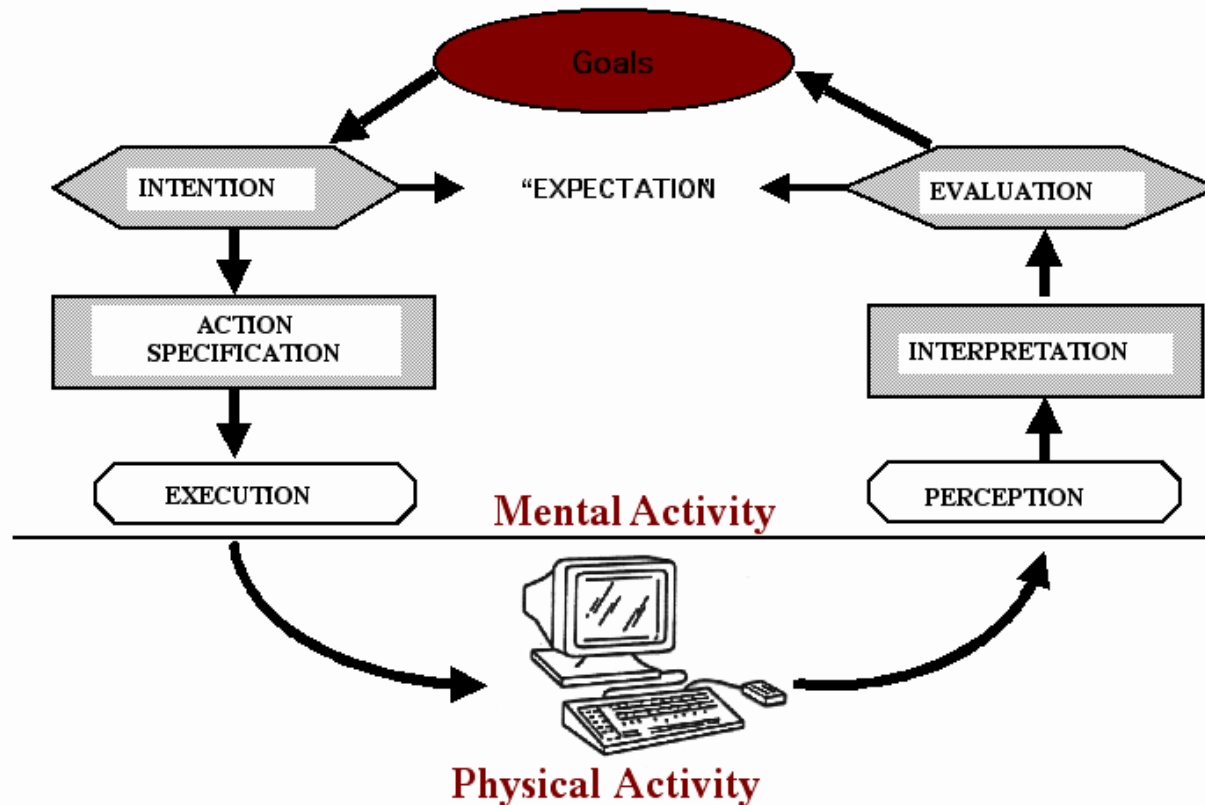 Goals
INTENTION
“EXPECTATION
EVALUATION
ACTION
SPECIFICATION
INTERPRETATION
EXECUTION
PERCEPTION
Mental Activity
Physical Activity